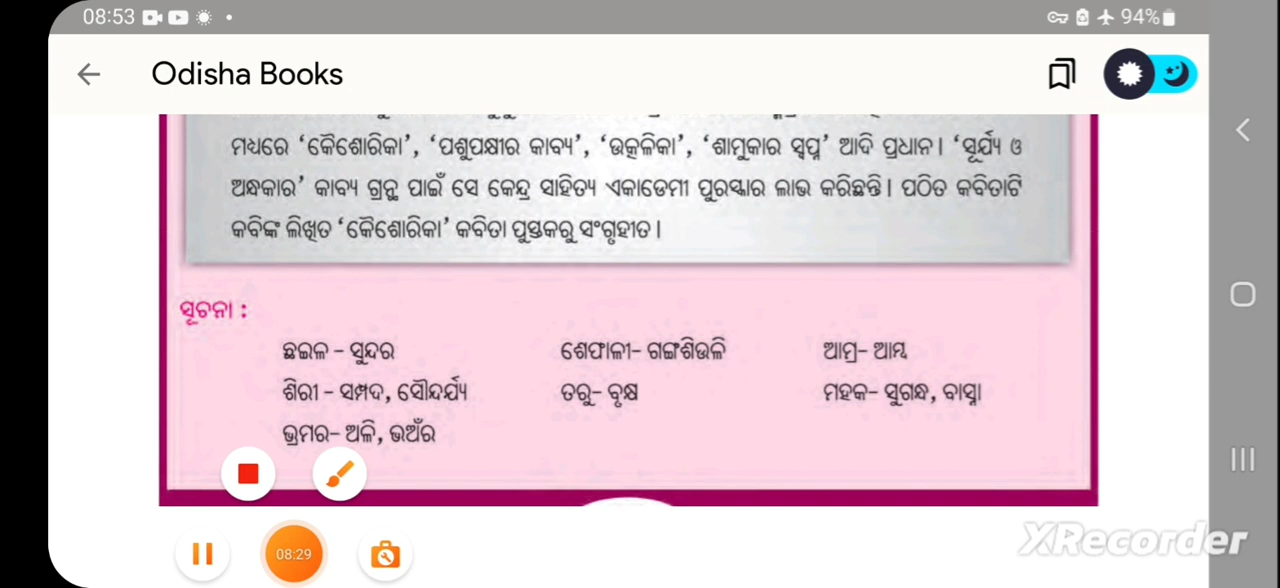 08:53
94%
Odisha Books
ମଧ୍ୟରେ ‘କୈଶୋରିକା’, ‘ପଶୁପକ୍ଷୀର କାବ୍ୟ’, ‘ଉତ୍କଳିକା’, ‘ଶାମୁକାର ସ୍ୱପ୍ନ’ ଆଦି ପ୍ରଧାନ। ‘ସୂର୍ଯ୍ୟ ଓ
ଅନ୍ଧକାର’ କାବ୍ୟ ଗ୍ରନ୍ଥ ପାଇଁ ସେ କେନ୍ଦ୍ର ସାହିତ୍ୟ ଏକାଡେମୀ ପୁରସ୍କାର ଲାଭ କରିଛନ୍ତି। ପଠିତ କବିତାଟି
କବିଙ୍କ ଲିଖିତ ‘କୈଶୋରିକା’ କବିତା ପୁସ୍ତକରୁ ସଂଗୃହୀତ।
ସୂଚନା :
ଛଇଳ – ସୁନ୍ଦର ଶେଫାଳୀ– ଗଙ୍ଗଶିଉଳି ଆମ୍ର– ଆମ୍ବ
ଶିରୀ – ସମ୍ପଦ, ସୌନ୍ଦର୍ଯ୍ୟ ତରୁ– ବୃକ୍ଷ ମହକ– ସୁଗନ୍ଧ, ବାସ୍ନା
ଭ୍ରମର– ଅଳି, ଭଅଁର
08:29
XRecorder